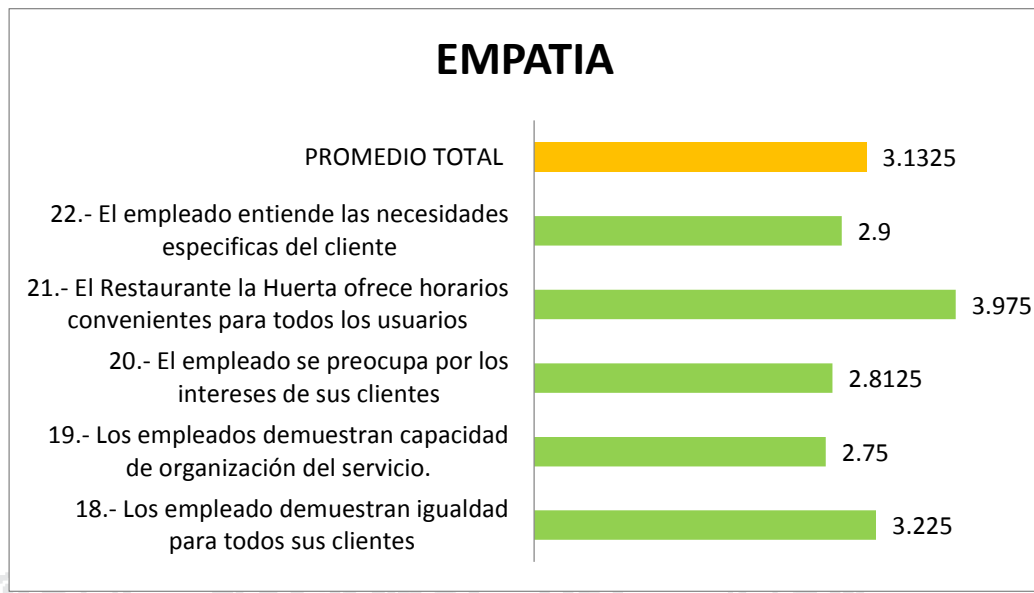 EMPATIA
PROMEDIO TOTAL
3.1325
22.- El empleado entiende las necesidades
especificas del cliente
2.9
21.- El Restaurante la Huerta ofrece horarios
convenientes para todos los usuarios
3.975
20.- El empleado se preocupa por los
intereses de sus clientes
2.8125
19.- Los empleados demuestran capacidad
de organización del servicio.
2.75
18.- Los empleado demuestran igualdad
para todos sus clientes
3.225